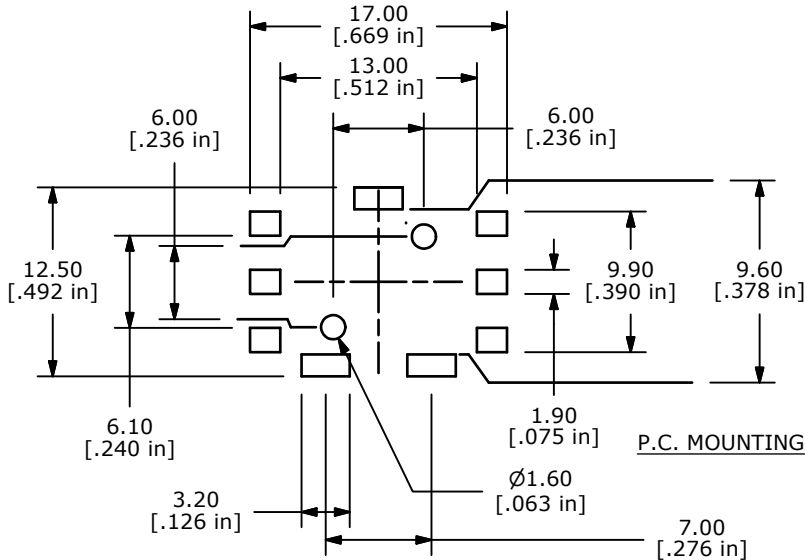 17.00
[.669 in]
13.00
[.512 in]
6.00
[.236 in]
6.00
[.236 in]
12.50
[.492 in]
9.90
[.390 in]
9.60
[.378 in]
6.10
[.240 in]
1.90
[.075 in]
P.C. MOUNTING
3.20
[.126 in]
Ø1.60
[.063 in]
7.00
[.276 in]